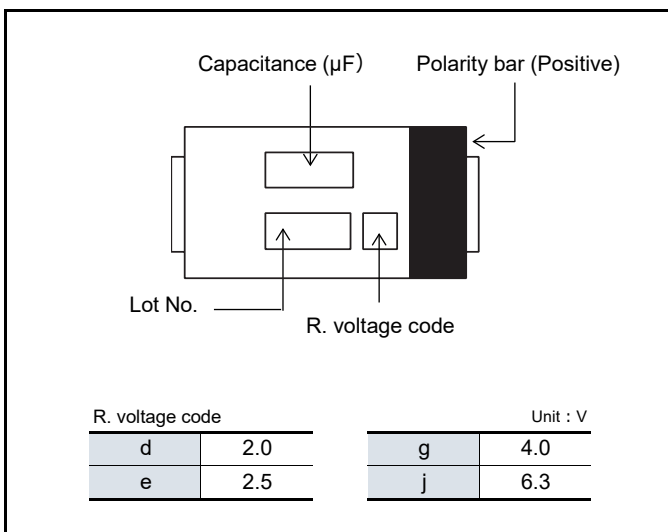 Capacitance (μF)
Polarity bar (Positive)
Lot No.
R. voltage code
R. voltage code
Unit : V
d 2.0 g 4.0
e 2.5 j 6.3